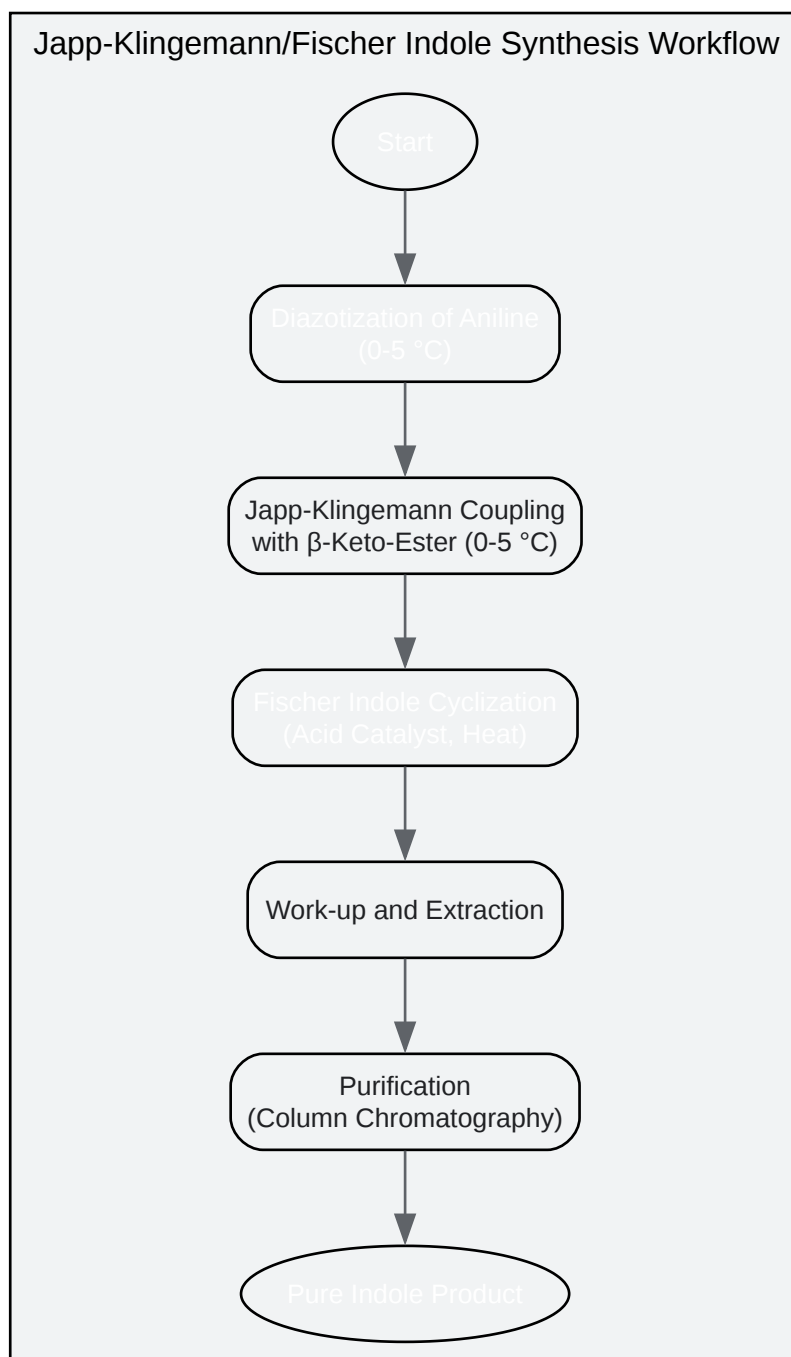 Japp-Klingemann/Fischer Indole Synthesis Workflow
Start
Diazotization of Aniline
(0-5 °C)
Japp-Klingemann Coupling
with β-Keto-Ester (0-5 °C)
Fischer Indole Cyclization
(Acid Catalyst, Heat)
Work-up and Extraction
Purification
(Column Chromatography)
Pure Indole Product